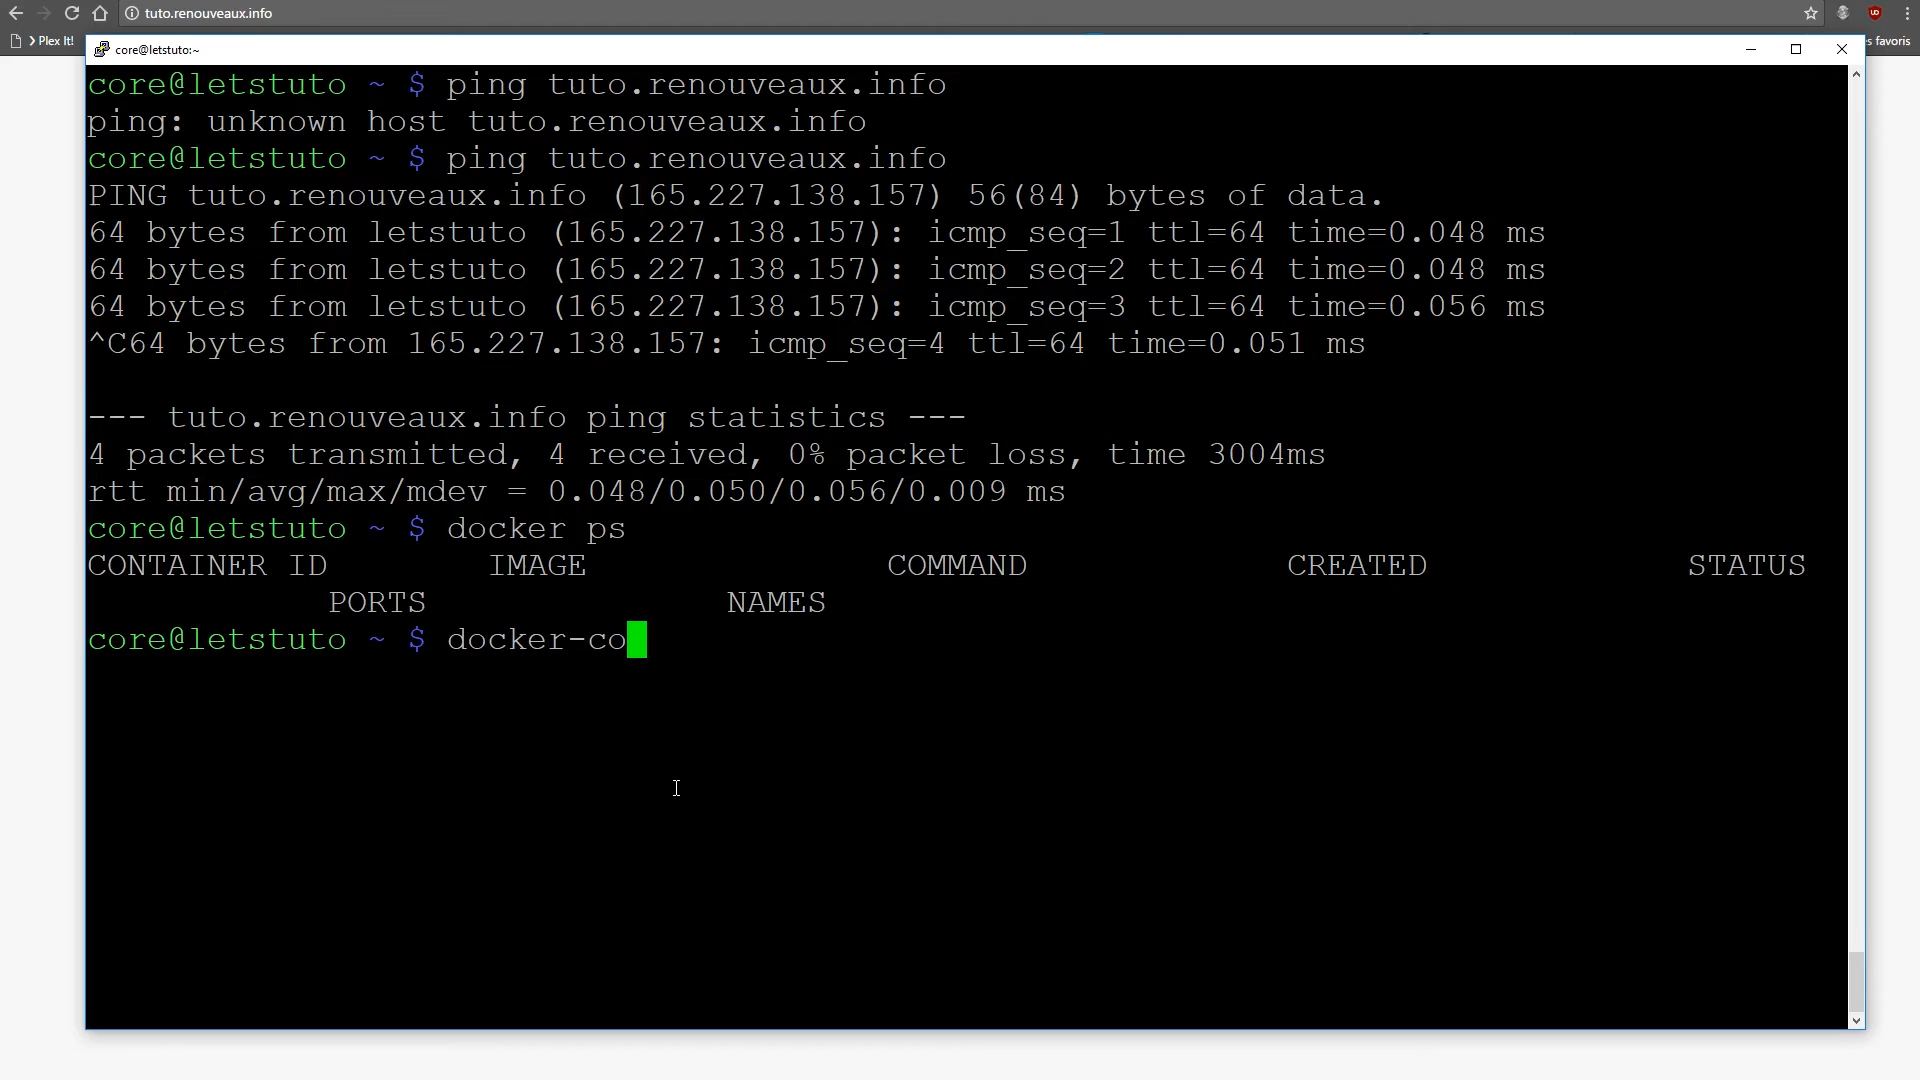 tuto.renouveaux.info
Plex It!
s favoris
core@letstuto:~
core@letstuto ~ $ ping tuto.renouveaux.info
ping: unknown host tuto.renouveaux.info
core@letstuto ~ $ ping tuto.renouveaux.info
PING tuto.renouveaux.info (165.227.138.157) 56(84) bytes of data.
64 bytes from letstuto (165.227.138.157): icmp_seq=1 ttl=64 time=0.048 ms
64 bytes from letstuto (165.227.138.157): icmp_seq=2 ttl=64 time=0.048 ms
64 bytes from letstuto (165.227.138.157): icmp_seq=3 ttl=64 time=0.056 ms
^C64 bytes from 165.227.138.157: icmp_seq=4 ttl=64 time=0.051 ms
--- tuto.renouveaux.info ping statistics ---
4 packets transmitted, 4 received, 0% packet loss, time 3004ms
rtt min/avg/max/mdev = 0.048/0.050/0.056/0.009 ms
core@letstuto ~ $ docker ps
CONTAINER ID IMAGE COMMAND CREATED STATUS
PORTS NAMES
core@letstuto ~ $ docker-co